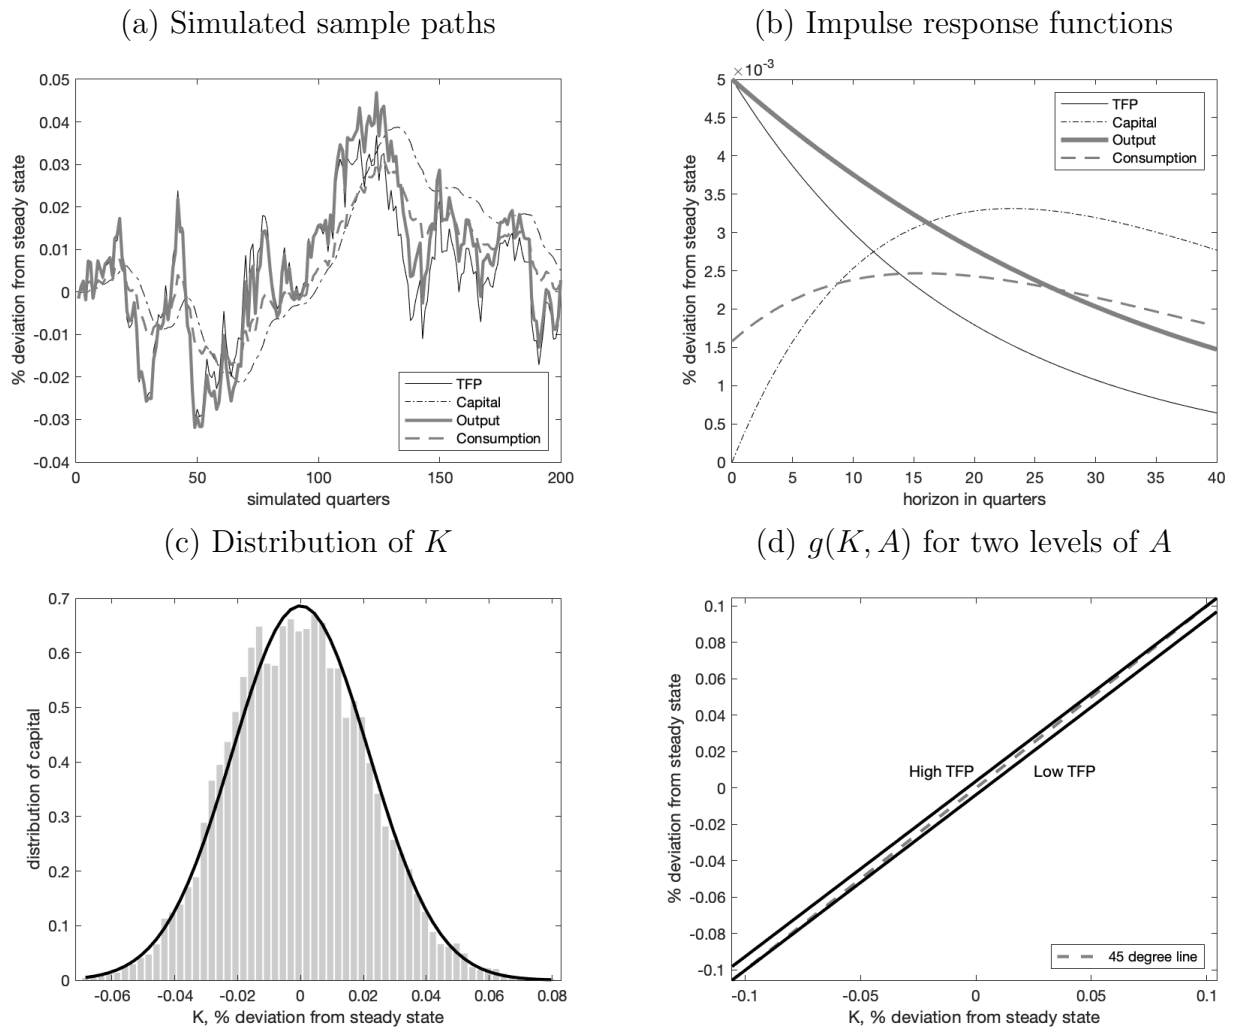 (a) Simulated sample paths
0.05
0.04
0.03
0.02
0.01
0
-0.01
-0.02
-0.03
-0.04
% deviation from steady state
0 50 100 150 200
simulated quarters
TFP
Capital
Output
Consumption
(b) Impulse response functions
×10⁻³
5
4.5
4
3.5
3
2.5
2
1.5
1
0.5
0
% deviation from steady state
0 5 10 15 20 25 30 35 40
horizon in quarters
TFP
Capital
Output
Consumption
(c) Distribution of K
0.7
0.6
0.5
0.4
0.3
0.2
0.1
0
distribution of capital
-0.06 -0.04 -0.02 0 0.02 0.04 0.06 0.08
K, % deviation from steady state
(d) g(K, A) for two levels of A
0.1
0.08
0.06
0.04
0.02
0
-0.02
-0.04
-0.06
-0.08
-0.1
% deviation from steady state
High TFP
Low TFP
45 degree line
-0.1 -0.05 0 0.05 0.1
K, % deviation from steady state